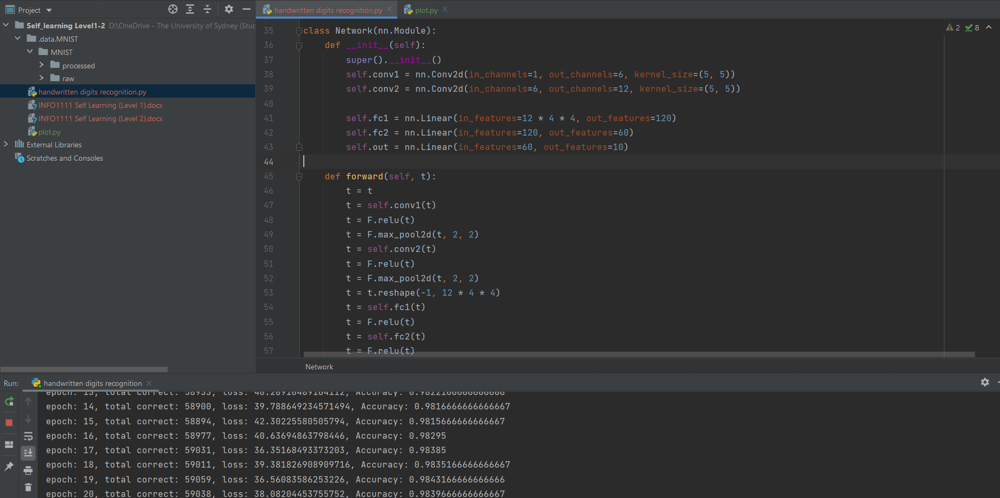 Project
Self_learning Level1-2 D:\OneDrive - The University of Sydney (Stud
.data.MNIST
MNIST
processed
raw
handwritten digits recognition.py
INFO1111 Self Learning (Level 1).docx
INFO1111 Self Learning (Level 2).docx
plot.py
External Libraries
Scratches and Consoles
handwritten digits recognition.py
plot.py
2 8
35 class Network(nn.Module):
36 def __init__(self):
37 super().__init__()
38 self.conv1 = nn.Conv2d(in_channels=1, out_channels=6, kernel_size=(5, 5))
39 self.conv2 = nn.Conv2d(in_channels=6, out_channels=12, kernel_size=(5, 5))
40
41 self.fc1 = nn.Linear(in_features=12 * 4 * 4, out_features=120)
42 self.fc2 = nn.Linear(in_features=120, out_features=60)
43 self.out = nn.Linear(in_features=60, out_features=10)
44
45 def forward(self, t):
46 t = t
47 t = self.conv1(t)
48 t = F.relu(t)
49 t = F.max_pool2d(t, 2, 2)
50 t = self.conv2(t)
51 t = F.relu(t)
52 t = F.max_pool2d(t, 2, 2)
53 t = t.reshape(-1, 12 * 4 * 4)
54 t = self.fc1(t)
55 t = F.relu(t)
56 t = self.fc2(t)
57 t = F.relu(t)
Network
Run: handwritten digits recognition
epoch: 13, total correct: 58933, loss: 40.28916489164112, Accuracy: 0.9822166666666666
epoch: 14, total correct: 58900, loss: 39.788649234571494, Accuracy: 0.9816666666666667
epoch: 15, total correct: 58894, loss: 42.30225580505794, Accuracy: 0.9815666666666667
epoch: 16, total correct: 58977, loss: 40.63694863798446, Accuracy: 0.98295
epoch: 17, total correct: 59031, loss: 36.35168493373203, Accuracy: 0.98385
epoch: 18, total correct: 59011, loss: 39.381826908909716, Accuracy: 0.9835166666666667
epoch: 19, total correct: 59059, loss: 36.56083586253226, Accuracy: 0.9843166666666666
epoch: 20, total correct: 59038, loss: 38.08204453755752, Accuracy: 0.9839666666666667